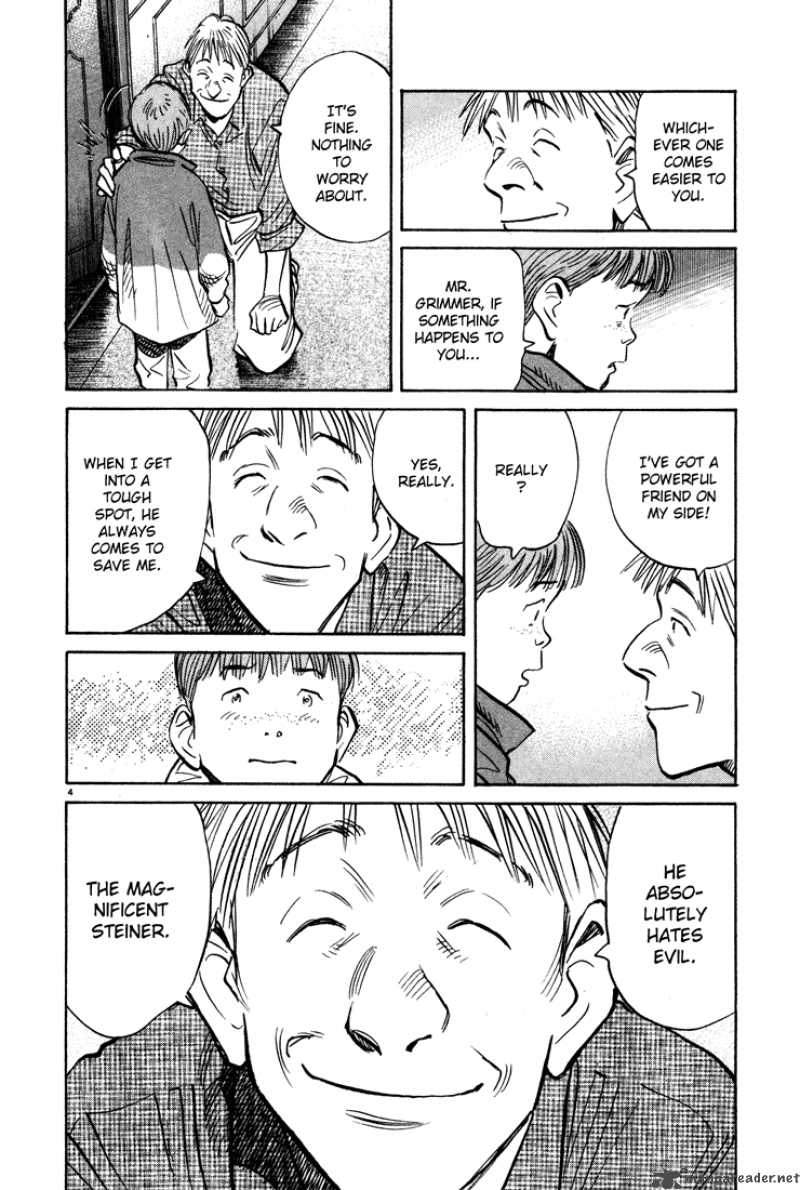 WHICH-
EVER ONE
COMES
EASIER TO
YOU.
IT'S
FINE.
NOTHING
TO
WORRY
ABOUT.
MR.
GRIMMER, IF
SOMETHING
HAPPENS TO
YOU...
I'VE GOT A
POWERFUL
FRIEND ON
MY SIDE!
REALLY
?
YES,
REALLY.
WHEN I GET
INTO A
TOUGH
SPOT, HE
ALWAYS
COMES TO
SAVE ME.
4
HE
ABSO-
LUTELY
HATES
EVIL.
THE MAG-
NIFICENT
STEINER.